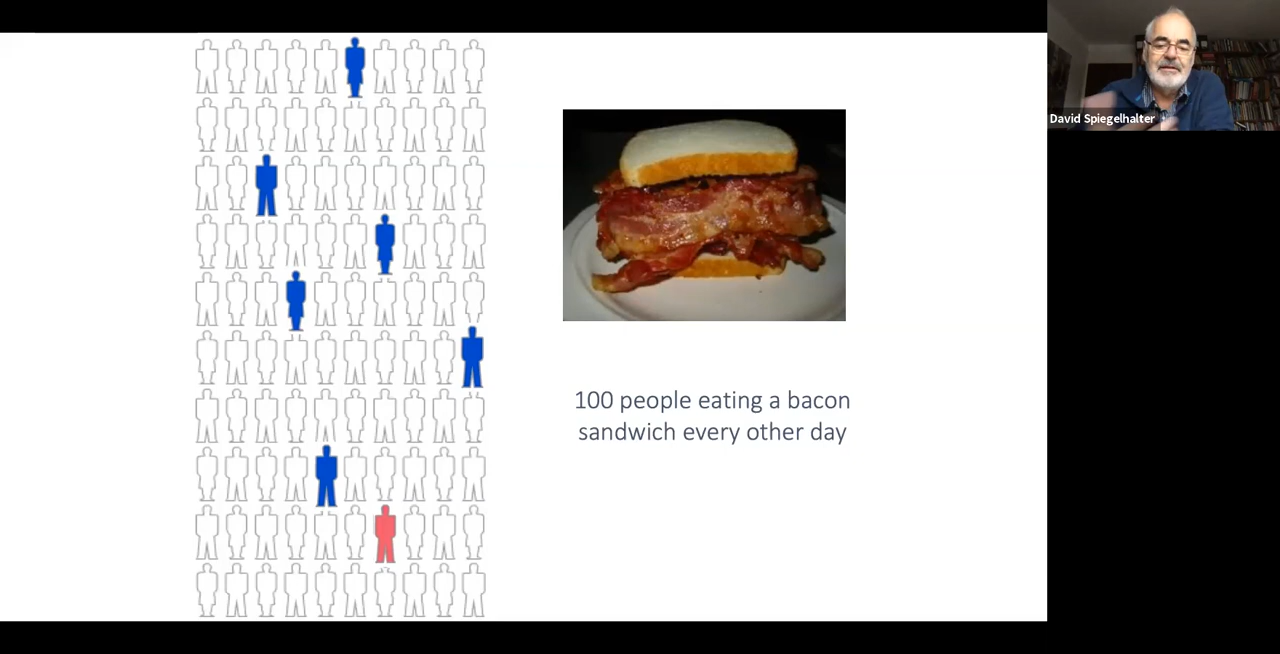 David Spiegelhalter
100 people eating a bacon
sandwich every other day